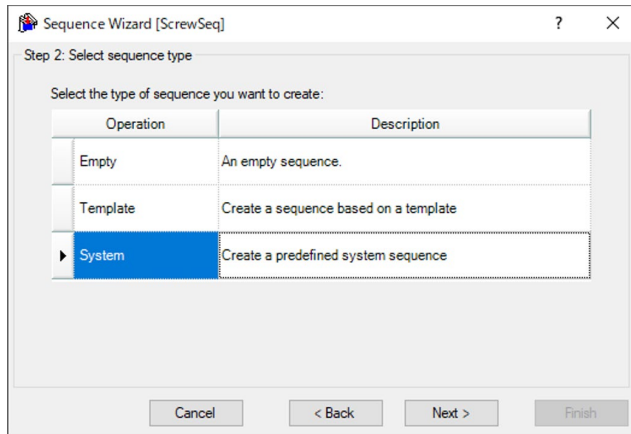 Sequence Wizard [ScrewSeq]
Step 2: Select sequence type
Select the type of sequence you want to create:
Operation Description
Empty An empty sequence.
Template Create a sequence based on a template
System Create a predefined system sequence
Cancel < Back Next > Finish